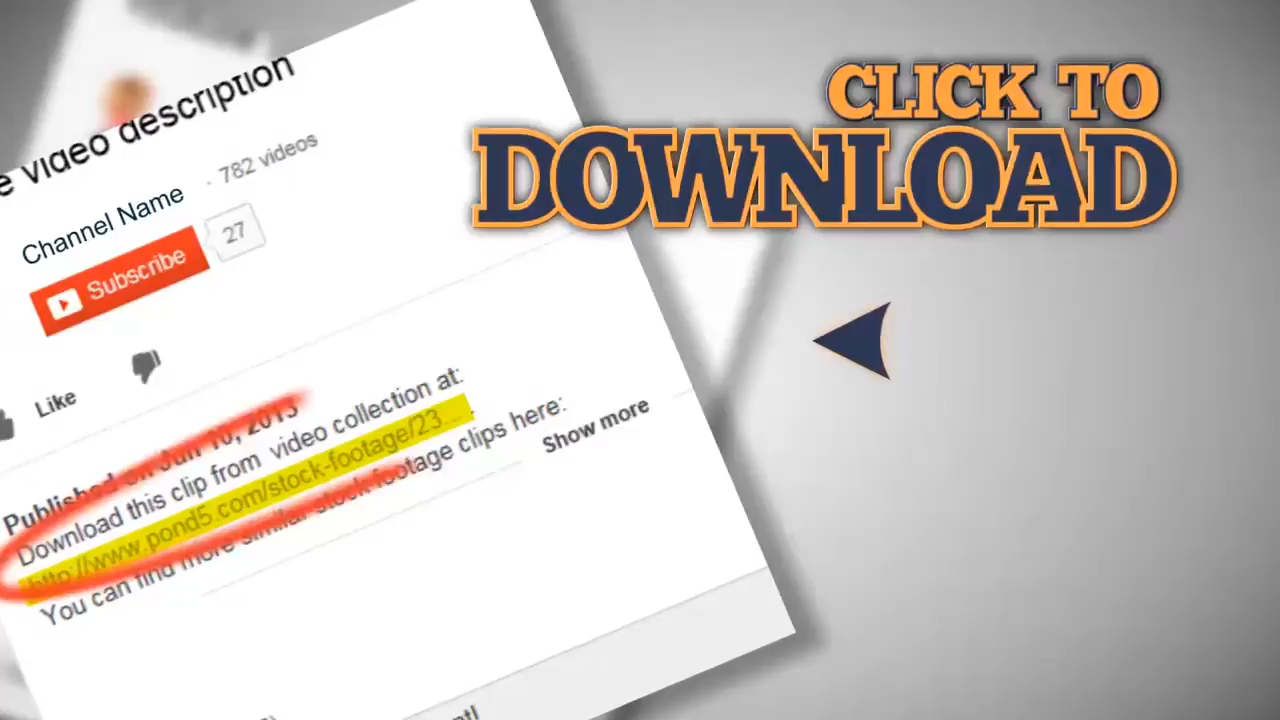 CLICK TO
DOWNLOAD
e video description
Channel Name · 782 videos
Subscribe 27
Like
Published on Jun 10, 2013
Download this clip from video collection at:
http://www.pond5.com/stock-footage/23...
You can find more similar stock footage clips here:
Show more